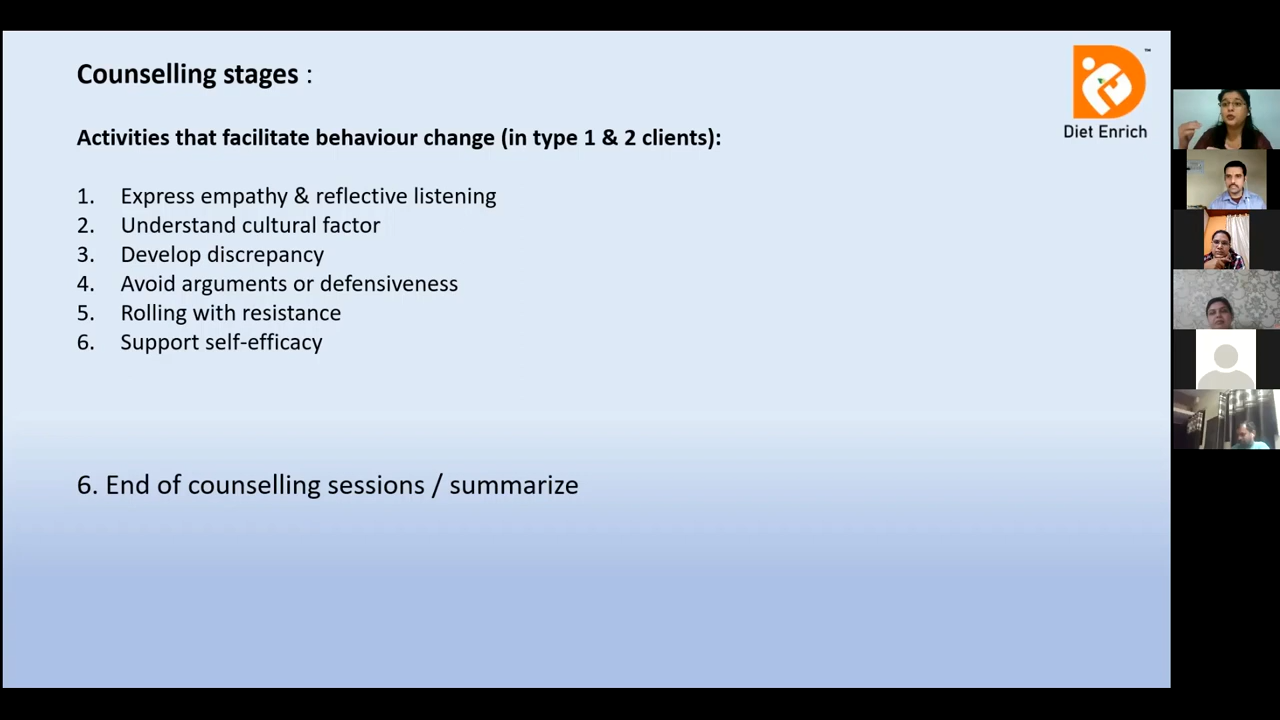 Counselling stages :
™
Diet Enrich
Activities that facilitate behaviour change (in type 1 & 2 clients):
1. Express empathy & reflective listening
2. Understand cultural factor
3. Develop discrepancy
4. Avoid arguments or defensiveness
5. Rolling with resistance
6. Support self-efficacy
6. End of counselling sessions / summarize